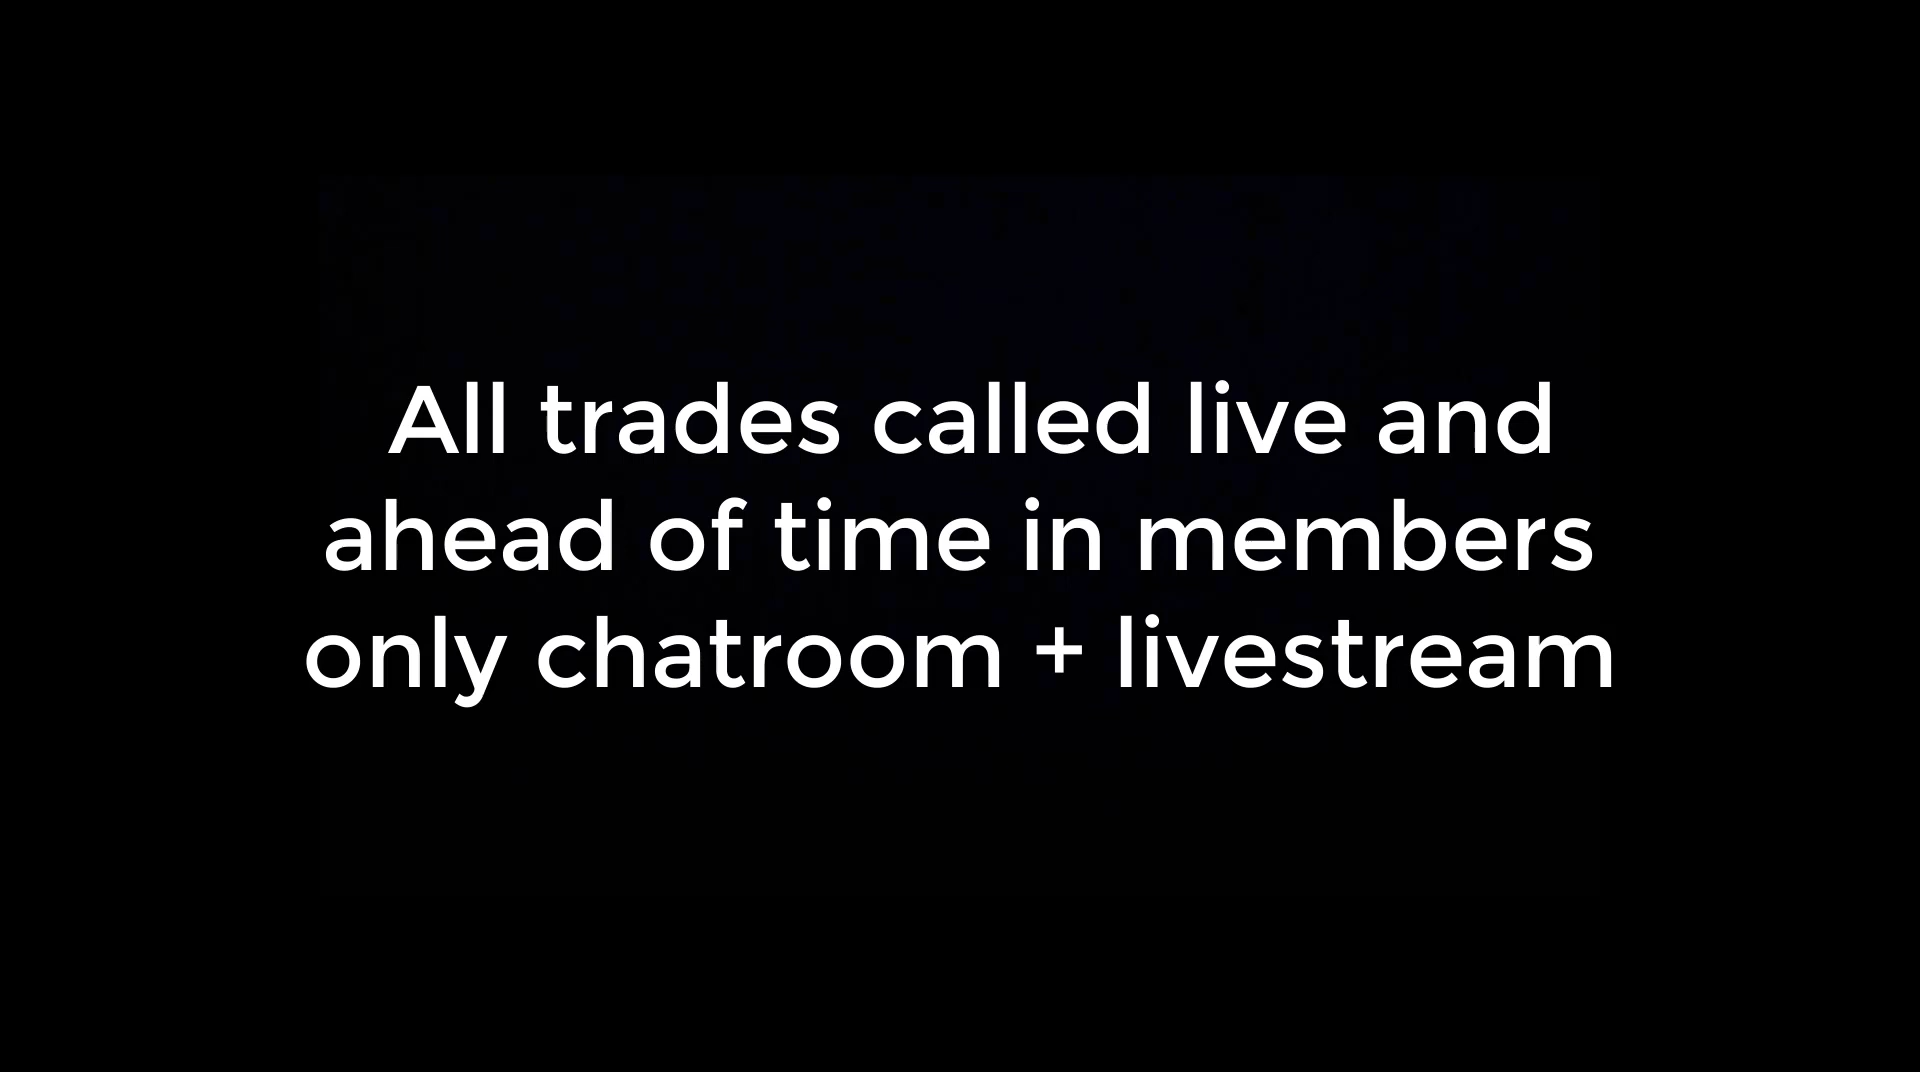 All trades called live and
ahead of time in members
only chatroom + livestream